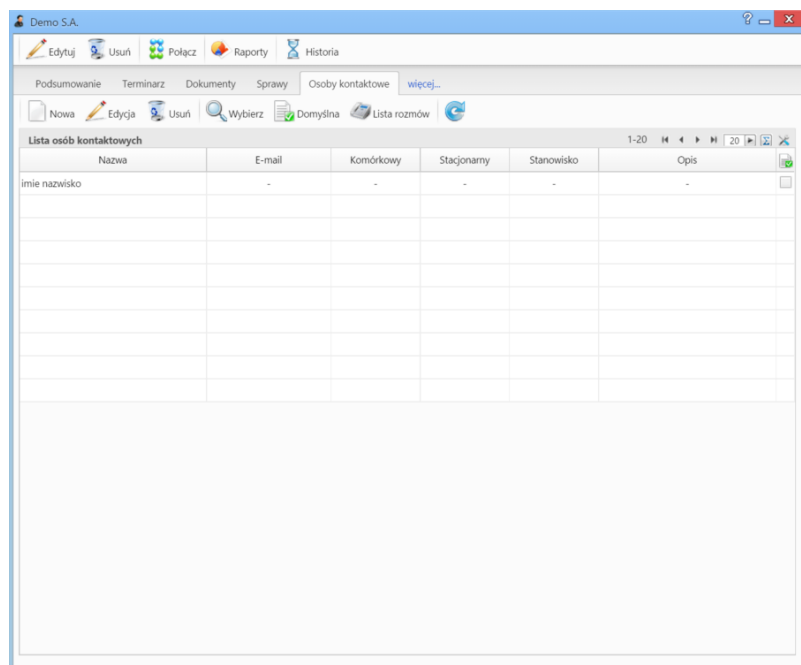 Demo S.A.
Edytuj Usuń Połącz Raporty Historia
Podsumowanie Terminarz Dokumenty Sprawy Osoby kontaktowe więcej...
Nowa Edycja Usuń Wybierz Domyślna Lista rozmów
Lista osób kontaktowych 1-20 20
Nazwa E-mail Komórkowy Stacjonarny Stanowisko Opis
imie nazwisko - - - - -